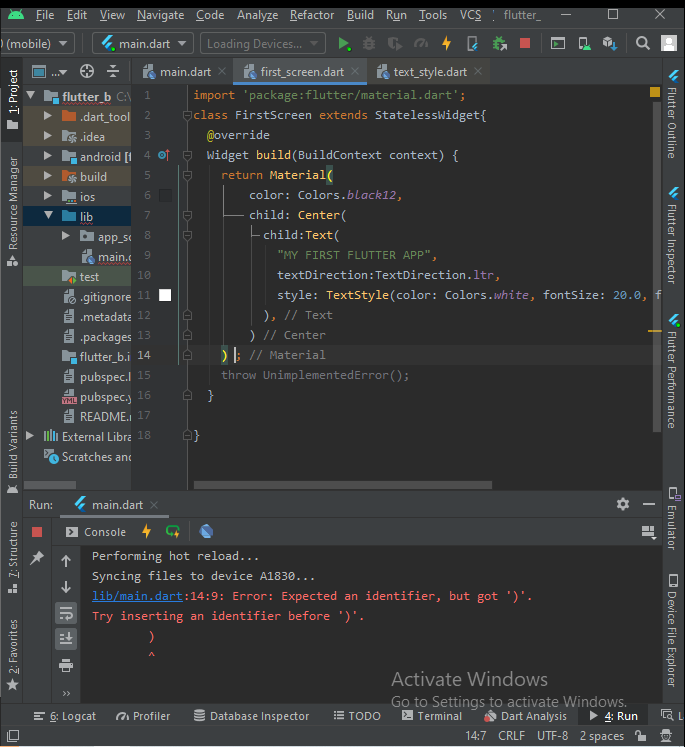 File Edit View Navigate Code Analyze Refactor Build Run Tools VCS flutter_
(mobile) main.dart Loading Devices...
1: Project
Resource Manager
Build Variants
7: Structure
2: Favorites
flutter_b C:\
.dart_tool
.idea
android [f
build
ios
lib
app_sc
main.c
test
.gitignore
.metadata
.packages
flutter_b.i
pubspec.l
pubspec.y
README.r
External Libra
Scratches and
main.dart first_screen.dart text_style.dart
1 import 'package:flutter/material.dart';
2 class FirstScreen extends StatelessWidget{
3 @override
4 Widget build(BuildContext context) {
5 return Material(
6 color: Colors.black12,
7 child: Center(
8 child:Text(
9 "MY FIRST FLUTTER APP",
10 textDirection:TextDirection.ltr,
11 style: TextStyle(color: Colors.white, fontSize: 20.0, f
12 ), // Text
13 ) // Center
14 ) ; // Material
15 throw UnimplementedError();
16 }
17
18 }
Flutter Outline
Flutter Inspector
Flutter Performance
Emulator
Device File Explorer
Run: main.dart
Console
Performing hot reload...
Syncing files to device A1830...
lib/main.dart:14:9: Error: Expected an identifier, but got ')'.
Try inserting an identifier before ')'.
)
^
Activate Windows
Go to Settings to activate Windows.
6: Logcat Profiler Database Inspector TODO Terminal Dart Analysis 4: Run L
14:7 CRLF UTF-8 2 spaces